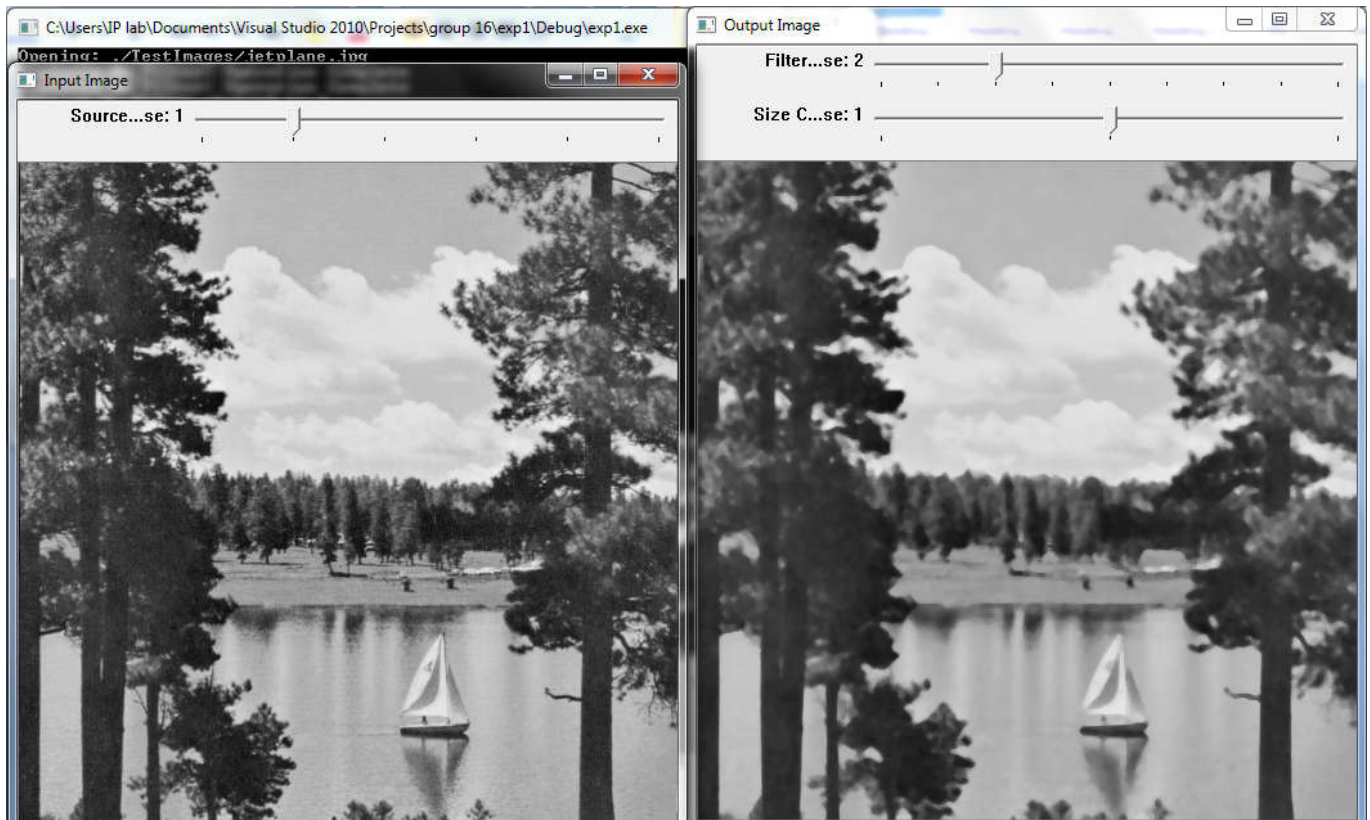 C:\Users\IP lab\Documents\Visual Studio 2010\Projects\group 16\exp1\Debug\exp1.exe
Opening: ./TestImages/jetplane.jpg
Input Image
Source...se: 1
Output Image
Filter...se: 2
Size C...se: 1